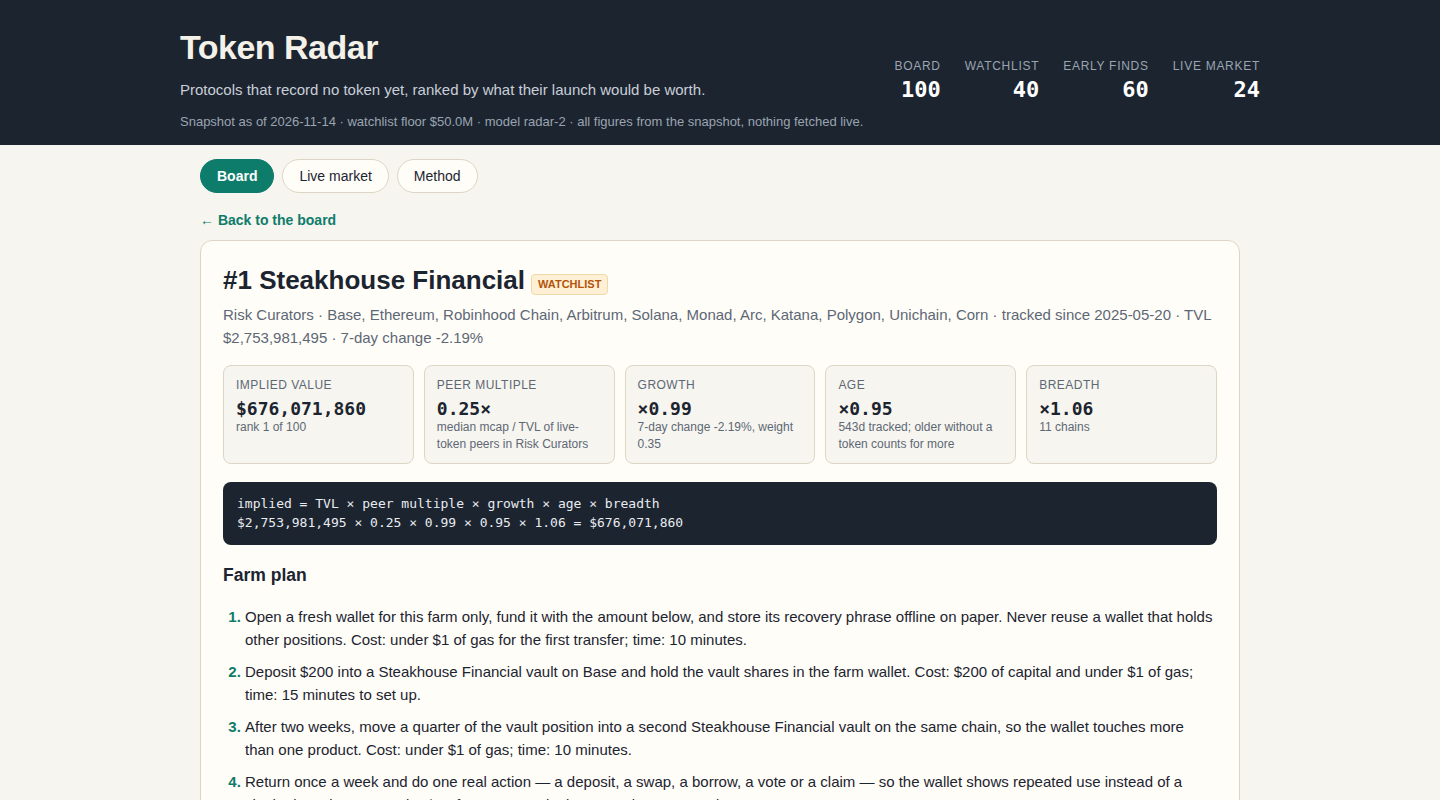 Token Radar
Protocols that record no token yet, ranked by what their launch would be worth.
Snapshot as of 2026-11-14 · watchlist floor $50.0M · model radar-2 · all figures from the snapshot, nothing fetched live.
BOARD
100
WATCHLIST
40
EARLY FINDS
60
LIVE MARKET
24
Board
Live market
Method
← Back to the board
#1 Steakhouse Financial WATCHLIST
Risk Curators · Base, Ethereum, Robinhood Chain, Arbitrum, Solana, Monad, Arc, Katana, Polygon, Unichain, Corn · tracked since 2025-05-20 · TVL
$2,753,981,495 · 7-day change -2.19%
IMPLIED VALUE
$676,071,860
rank 1 of 100
PEER MULTIPLE
0.25×
median mcap / TVL of live-
token peers in Risk Curators
GROWTH
×0.99
7-day change -2.19%, weight
0.35
AGE
×0.95
543d tracked; older without a
token counts for more
BREADTH
×1.06
11 chains
implied = TVL × peer multiple × growth × age × breadth
$2,753,981,495 × 0.25 × 0.99 × 0.95 × 1.06 = $676,071,860
Farm plan
1. Open a fresh wallet for this farm only, fund it with the amount below, and store its recovery phrase offline on paper. Never reuse a wallet that holds
other positions. Cost: under $1 of gas for the first transfer; time: 10 minutes.
2. Deposit $200 into a Steakhouse Financial vault on Base and hold the vault shares in the farm wallet. Cost: $200 of capital and under $1 of gas;
time: 15 minutes to set up.
3. After two weeks, move a quarter of the vault position into a second Steakhouse Financial vault on the same chain, so the wallet touches more
than one product. Cost: under $1 of gas; time: 10 minutes.
4. Return once a week and do one real action — a deposit, a swap, a borrow, a vote or a claim — so the wallet shows repeated use instead of a